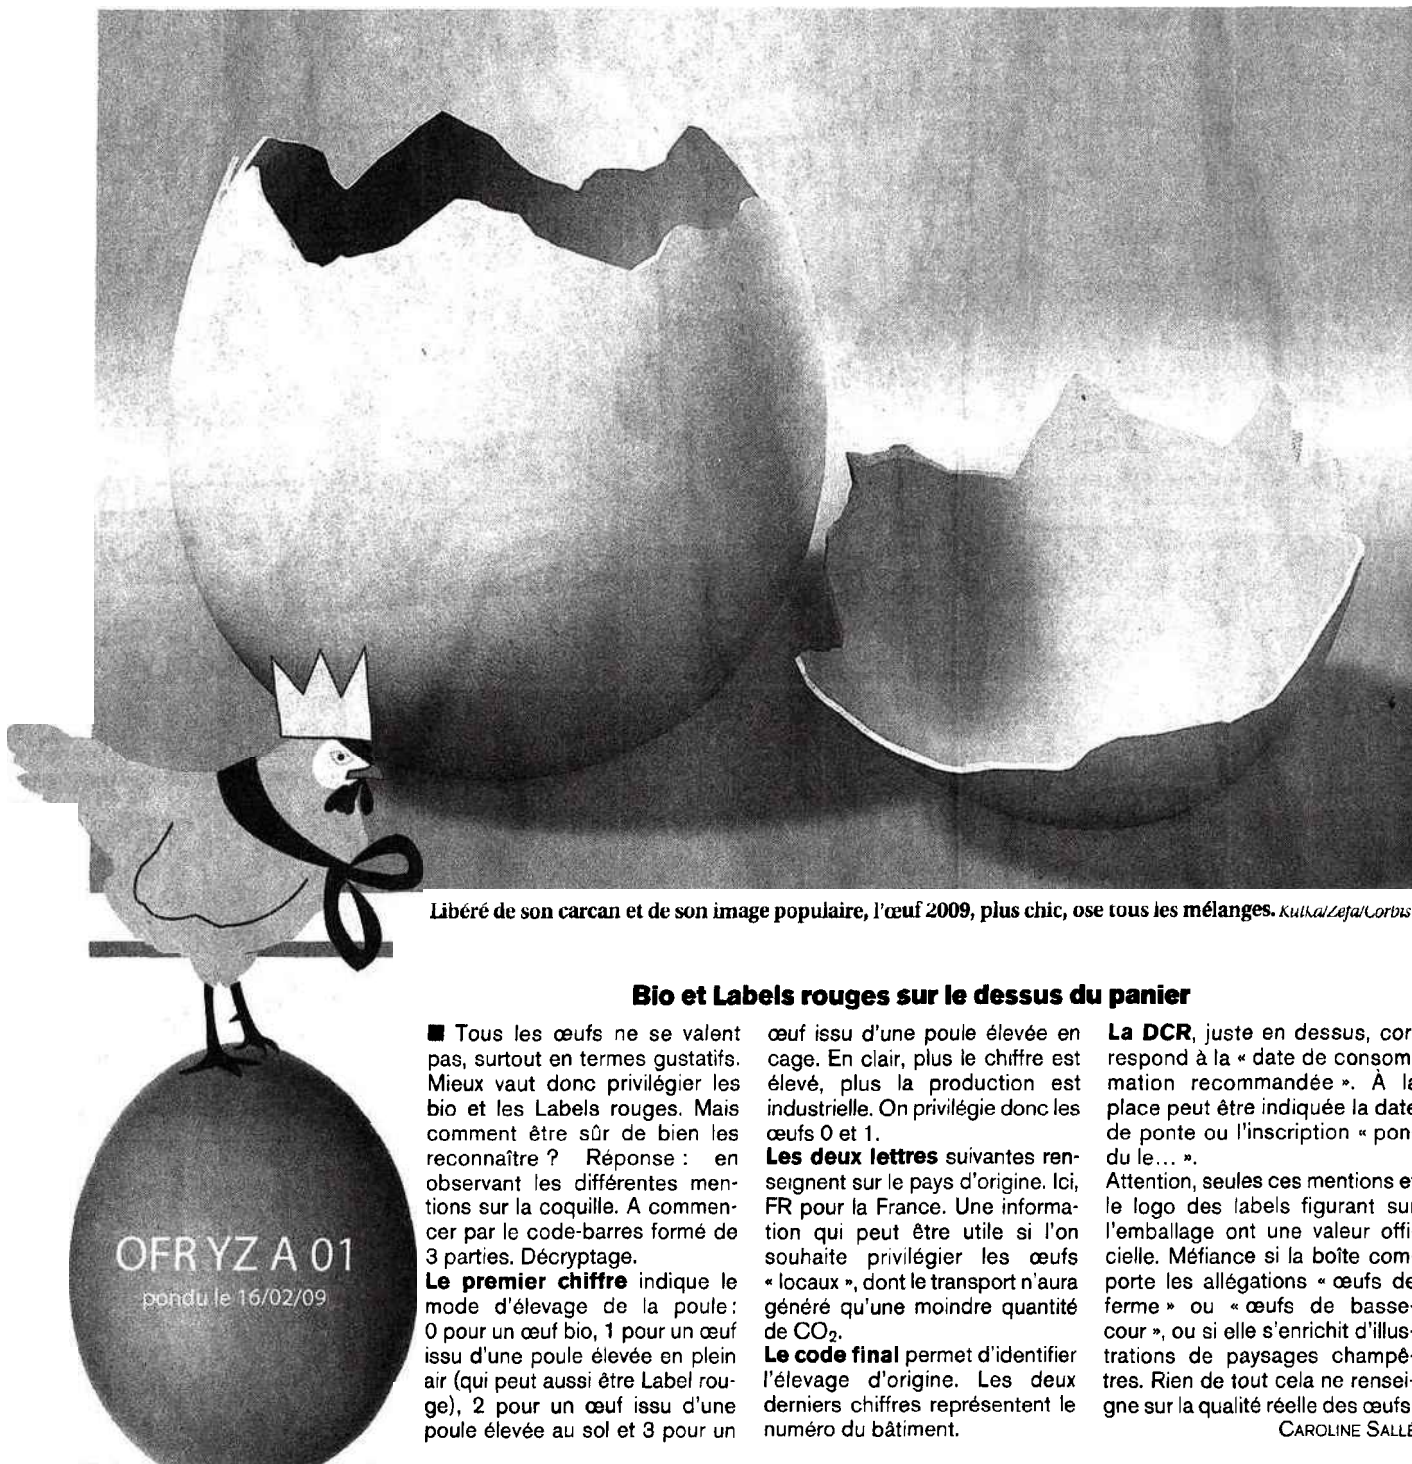 Libéré de son carcan et de son image populaire, l'œuf 2009, plus chic, ose tous les mélanges. Kulka/Zefa/Corbis
Bio et Labels rouges sur le dessus du panier
■ Tous les œufs ne se valent
pas, surtout en termes gustatifs.
Mieux vaut donc privilégier les
bio et les Labels rouges. Mais
comment être sûr de bien les
reconnaître ? Réponse : en
observant les différentes men-
tions sur la coquille. A commen-
cer par le code-barres formé de
3 parties. Décryptage.
Le premier chiffre indique le
mode d'élevage de la poule :
0 pour un œuf bio, 1 pour un œuf
issu d'une poule élevée en plein
air (qui peut aussi être Label rou-
ge), 2 pour un œuf issu d'une
poule élevée au sol et 3 pour un
œuf issu d'une poule élevée en
cage. En clair, plus le chiffre est
élevé, plus la production est
industrielle. On privilégie donc les
œufs 0 et 1.
Les deux lettres suivantes ren-
seignent sur le pays d'origine. Ici,
FR pour la France. Une informa-
tion qui peut être utile si l'on
souhaite privilégier les œufs
« locaux », dont le transport n'aura
généré qu'une moindre quantité
de CO₂.
Le code final permet d'identifier
l'élevage d'origine. Les deux
derniers chiffres représentent le
numéro du bâtiment.
La DCR, juste en dessus, cor
respond à la « date de consom
mation recommandée ». À la
place peut être indiquée la date
de ponte ou l'inscription « pon
du le... ».
Attention, seules ces mentions et
le logo des labels figurant sur
l'emballage ont une valeur offi
cielle. Méfiance si la boîte com
porte les allégations « œufs de
ferme » ou « œufs de basse-
cour », ou si elle s'enrichit d'illus-
trations de paysages champê-
tres. Rien de tout cela ne rensei-
gne sur la qualité réelle des œufs
CAROLINE SALLÉ
OFR YZ A 01
pondu le 16/02/09